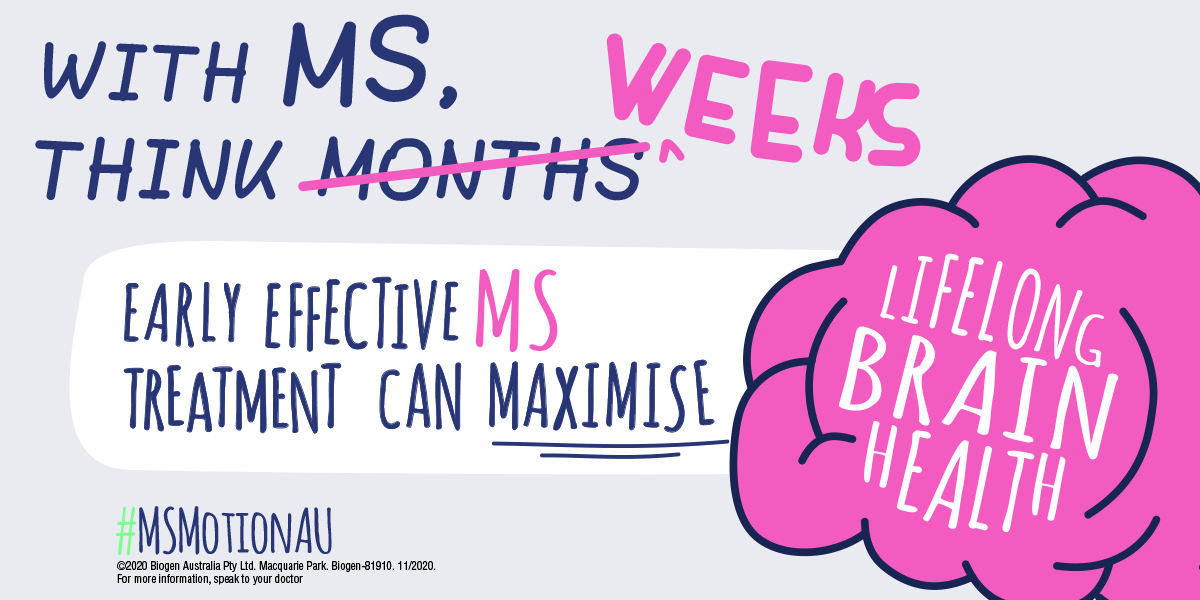 WITH MS,
THINK MONTHS WEEKS
EARLY EFFECTIVE MS
TREATMENT CAN MAXIMISE
LIFELONG
BRAIN
HEALTH
#MSMOTIONAU
©2020 Biogen Australia Pty Ltd. Macquarie Park. Biogen-81910. 11/2020.
For more information, speak to your doctor